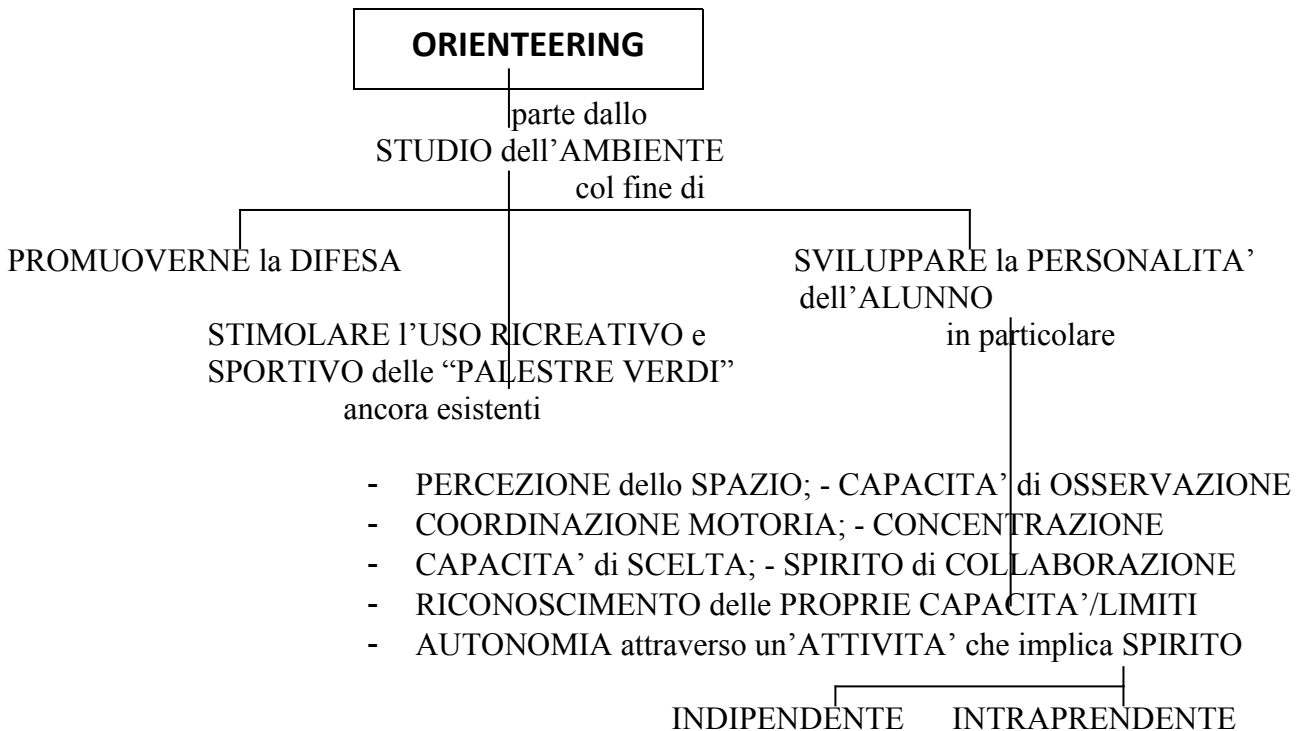 ORIENTEERING
parte dallo
STUDIO dell’AMBIENTE
col fine di
PROMUOVERNE la DIFESA
SVILUPPARE la PERSONALITA’
dell’ALUNNO
STIMOLARE l’USO RICREATIVO e
in particolare
SPORTIVO delle “PALESTRE VERDI”
ancora esistenti
- PERCEZIONE dello SPAZIO; - CAPACITA’ di OSSERVAZIONE
- COORDINAZIONE MOTORIA; - CONCENTRAZIONE
- CAPACITA’ di SCELTA; - SPIRITO di COLLABORAZIONE
- RICONOSCIMENTO delle PROPRIE CAPACITA’/LIMITI
- AUTONOMIA attraverso un’ATTIVITA’ che implica SPIRITO
INDIPENDENTE INTRAPRENDENTE